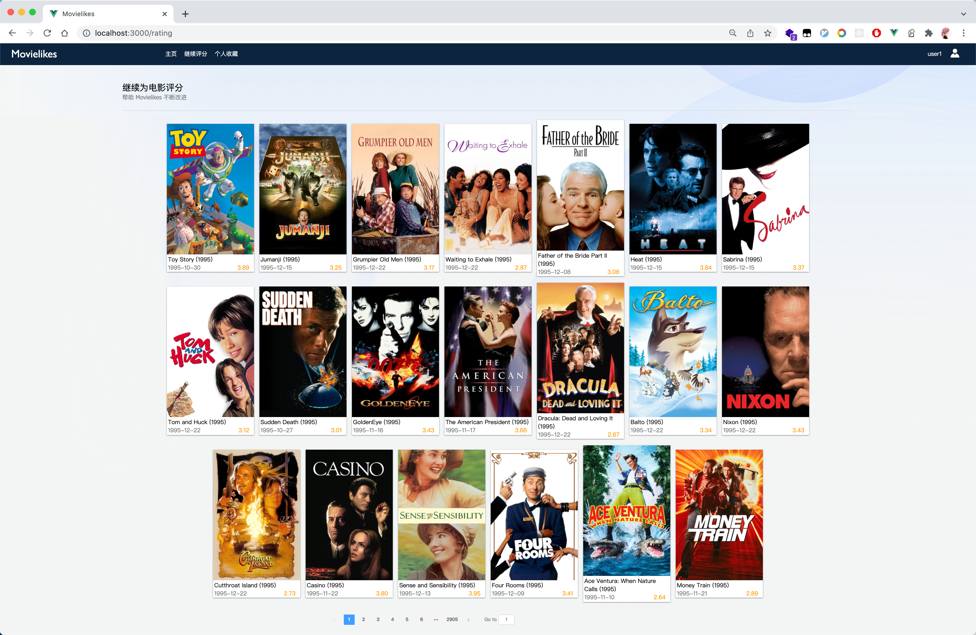 Movielikes
localhost:3000/rating
Movielikes 主页 继续评分 个人收藏 user1
继续为电影评分
帮助 Movielikes 不断改进
TOY STORY
JUMANJI
JUMANJI
GRUMPIER OLD MEN
Waiting to Exhale
FATHER of the BRIDE
PART II
HEAT
Sabrina
Toy Story (1995)
1995-10-30 3.89
Jumanji (1995)
1995-12-15 3.25
Grumpier Old Men (1995)
1995-12-22 3.17
Waiting to Exhale (1995)
1995-12-22 2.87
Father of the Bride Part II (1995)
1995-12-08 3.08
Heat (1995)
1995-12-15 3.84
Sabrina (1995)
1995-12-15 3.37
TOM AND HUCK
SUDDEN DEATH
GOLDENEYE
THE AMERICAN PRESIDENT
DRACULA
DEAD and LOVING IT
Balto
NIXON
Tom and Huck (1995)
1995-12-22 3.12
Sudden Death (1995)
1995-10-27 3.01
GoldenEye (1995)
1995-11-16 3.43
The American President (1995)
1995-11-17 3.66
Dracula: Dead and Loving It (1995)
1995-12-22 2.67
Balto (1995)
1995-12-22 3.34
Nixon (1995)
1995-12-22 3.43
CUTTHROAT ISLAND
CASINO
SENSE AND SENSIBILITY
FOUR ROOMS
ACE VENTURA
WHEN NATURE CALLS
MONEY TRAIN
Cutthroat Island (1995)
1995-12-22 2.73
Casino (1995)
1995-11-22 3.80
Sense and Sensibility (1995)
1995-12-13 3.95
Four Rooms (1995)
1995-12-09 3.41
Ace Ventura: When Nature Calls (1995)
1995-11-10 2.64
Money Train (1995)
1995-11-21 2.89
1 2 3 4 5 6 ··· 2905 Go to 1